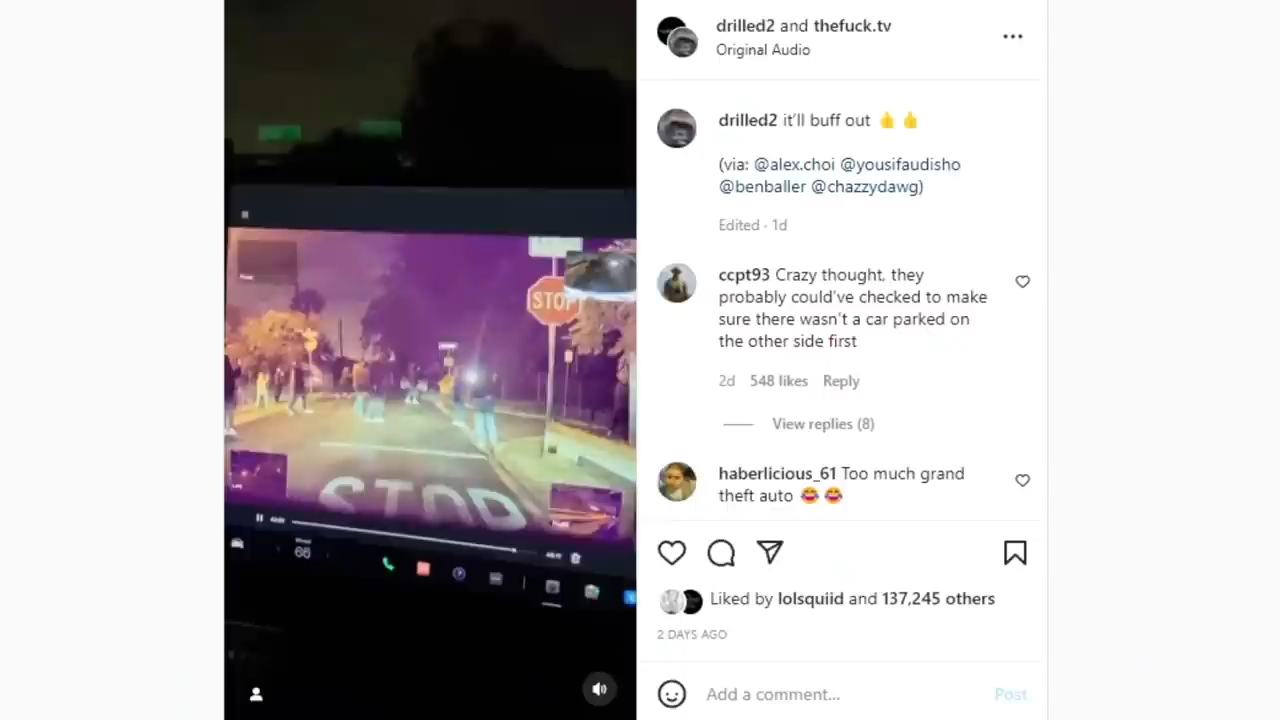 STOP
STOP
66
drilled2 and thefuck.tv
Original Audio
drilled2 it'll buff out 👍 👍
(via: @alex.choi @yousifaudisho
@benballer @chazzydawg)
Edited · 1d
ccpt93 Crazy thought, they
probably could've checked to make
sure there wasn't a car parked on
the other side first
2d 548 likes Reply
View replies (8)
haberlicious_61 Too much grand
theft auto 😂 😂
Liked by lolsquiid and 137,245 others
2 DAYS AGO
Add a comment... Post